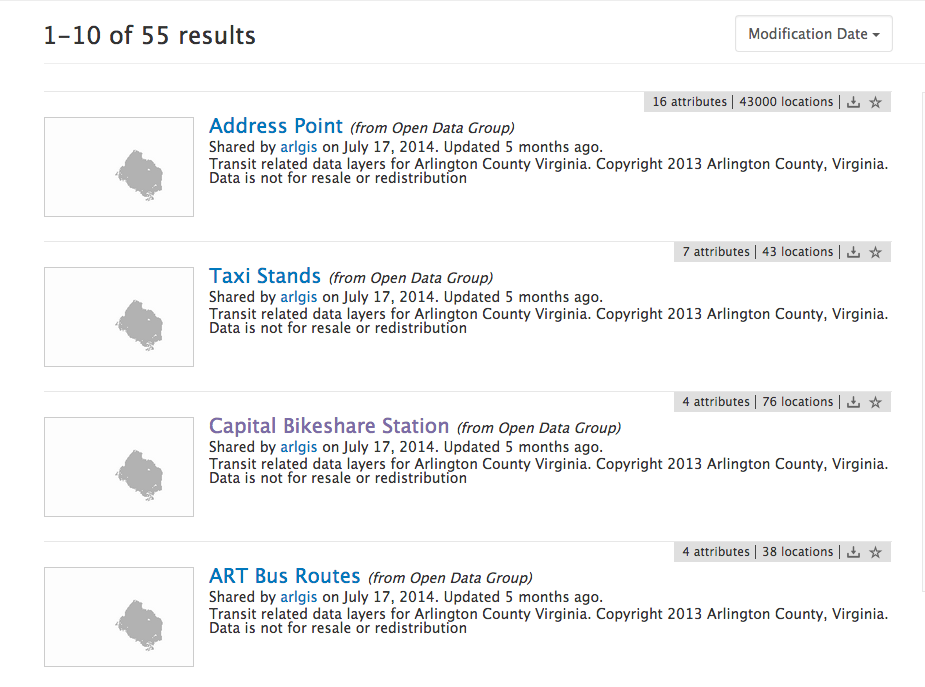 1–10 of 55 results
Modification Date
16 attributes | 43000 locations |
Address Point (from Open Data Group)
Shared by arlgis on July 17, 2014. Updated 5 months ago.
Transit related data layers for Arlington County Virginia. Copyright 2013 Arlington County, Virginia.
Data is not for resale or redistribution
7 attributes | 43 locations |
Taxi Stands (from Open Data Group)
Shared by arlgis on July 17, 2014. Updated 5 months ago.
Transit related data layers for Arlington County Virginia. Copyright 2013 Arlington County, Virginia.
Data is not for resale or redistribution
4 attributes | 76 locations |
Capital Bikeshare Station (from Open Data Group)
Shared by arlgis on July 17, 2014. Updated 5 months ago.
Transit related data layers for Arlington County Virginia. Copyright 2013 Arlington County, Virginia.
Data is not for resale or redistribution
4 attributes | 38 locations |
ART Bus Routes (from Open Data Group)
Shared by arlgis on July 17, 2014. Updated 5 months ago.
Transit related data layers for Arlington County Virginia. Copyright 2013 Arlington County, Virginia.
Data is not for resale or redistribution